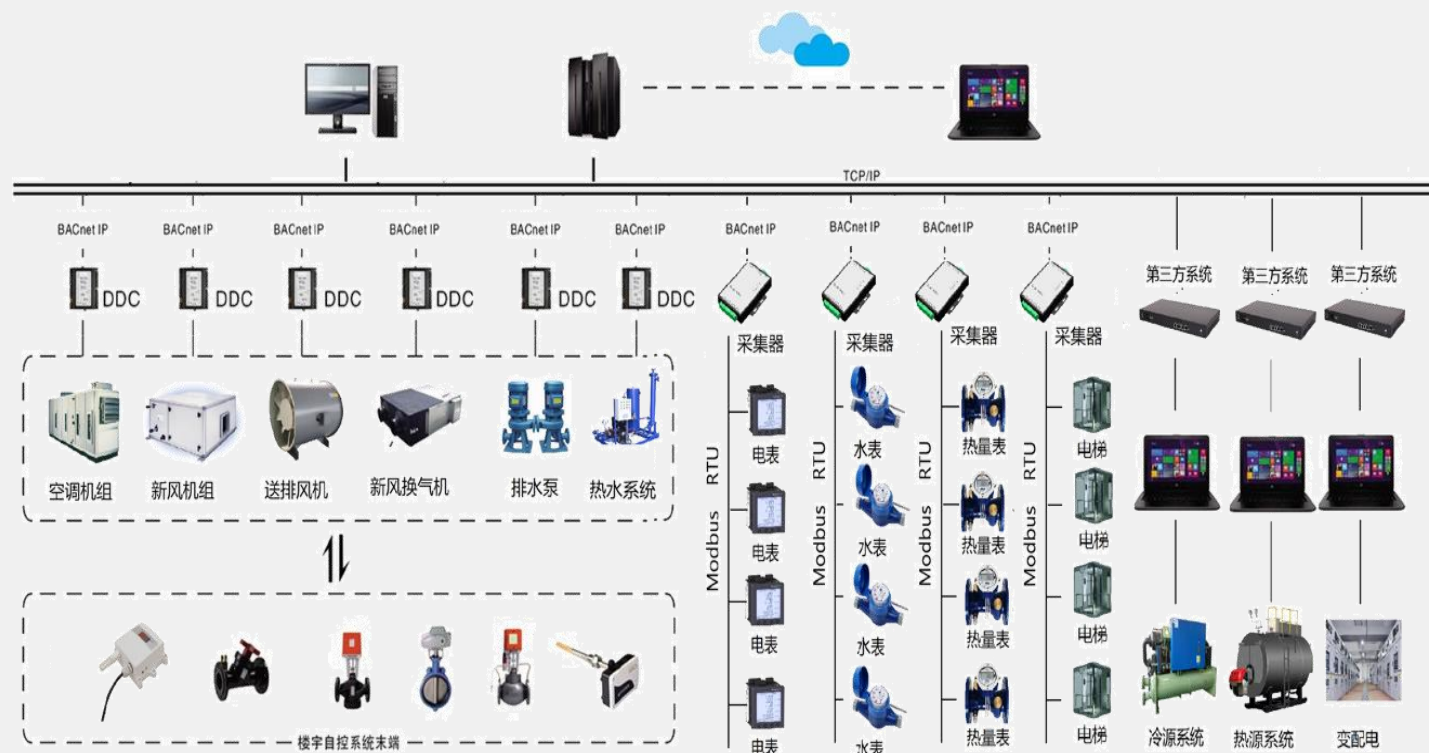 TCP/IP
BACnet IP
BACnet IP
BACnet IP
BACnet IP
BACnet IP
BACnet IP
BACnet IP
BACnet IP
BACnet IP
BACnet IP
DDC
DDC
DDC
DDC
DDC
DDC
第三方系统
第三方系统
第三方系统
采集器
采集器
采集器
采集器
空调机组
新风机组
送排风机
新风换气机
排水泵
热水系统
Modbus RTU
Modbus RTU
Modbus RTU
Modbus RTU
电表
水表
热量表
电梯
电表
水表
热量表
电梯
电表
水表
热量表
电梯
电表
水表
热量表
电梯
冷源系统
热源系统
变配电
楼宇自控系统末端